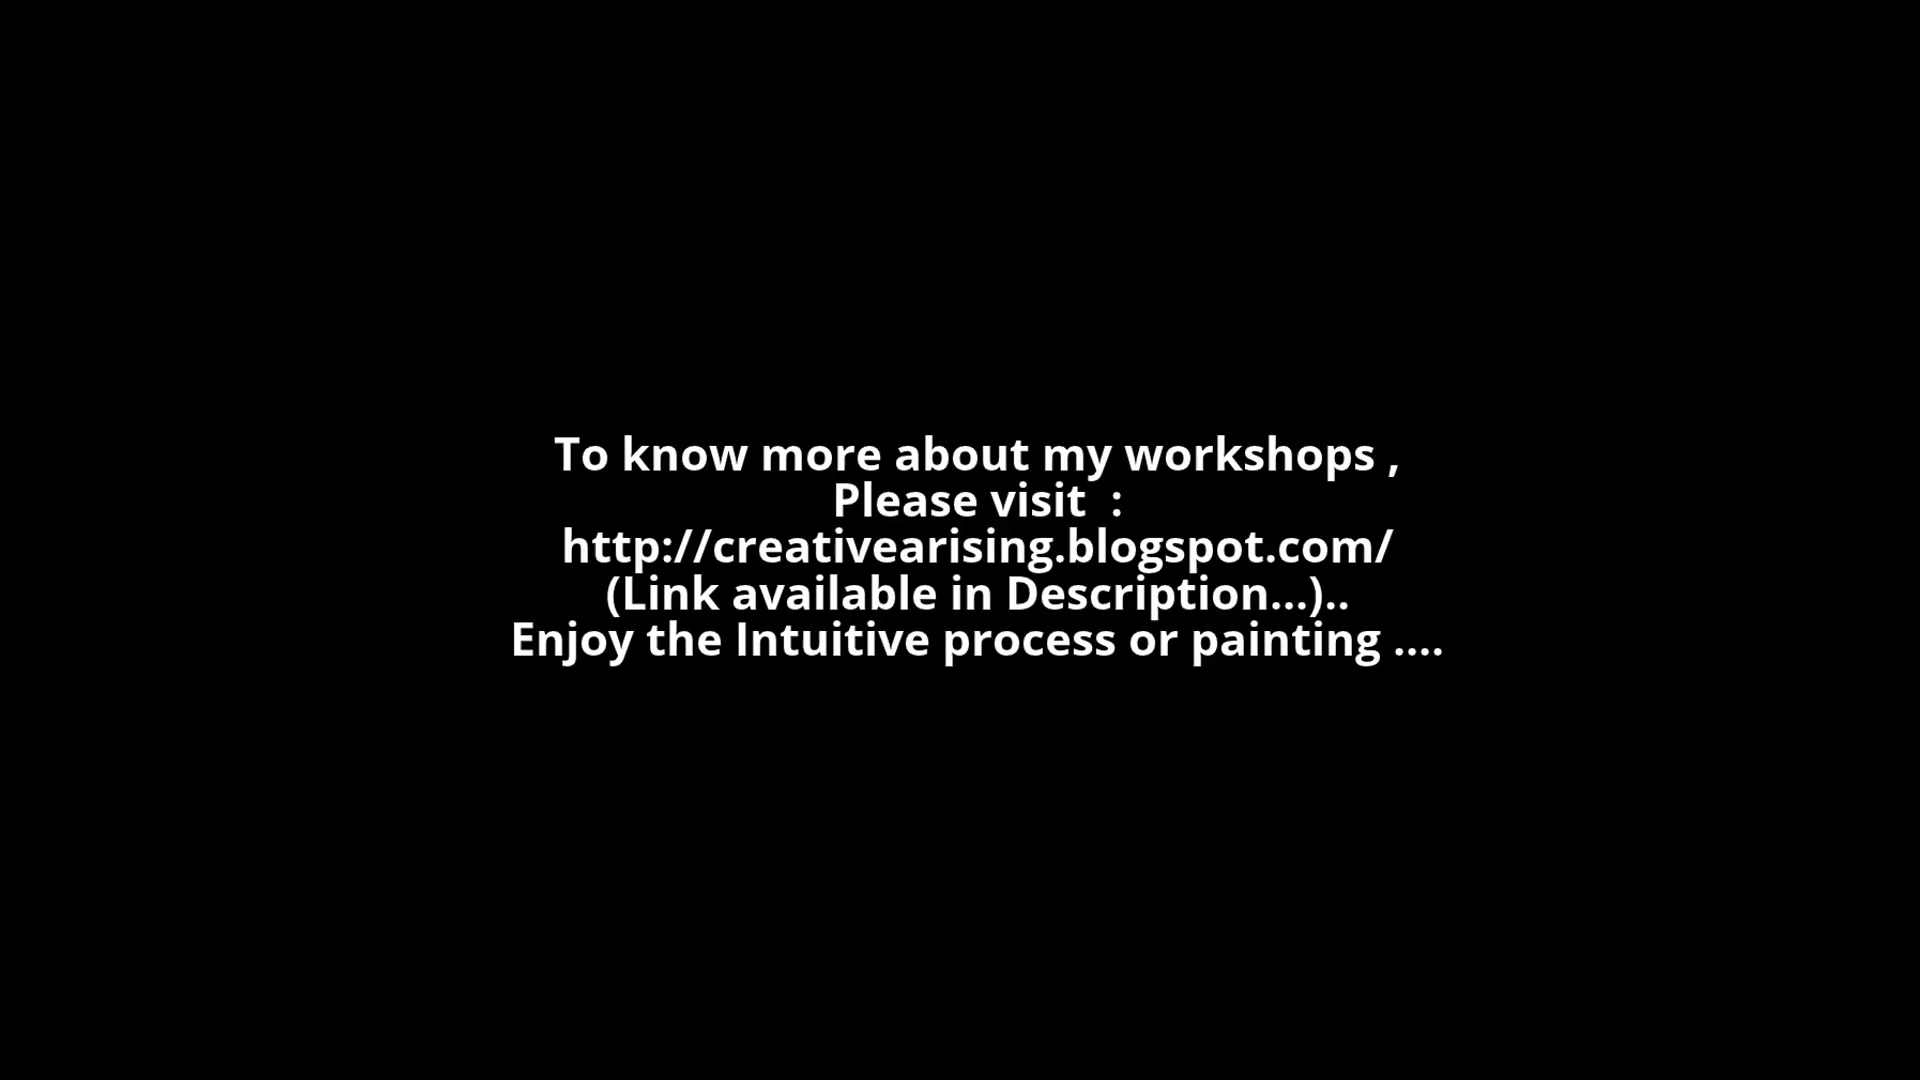 To know more about my workshops ,
Please visit  :
http://creativearising.blogspot.com/
(Link available in Description...)..
Enjoy the Intuitive process or painting ....